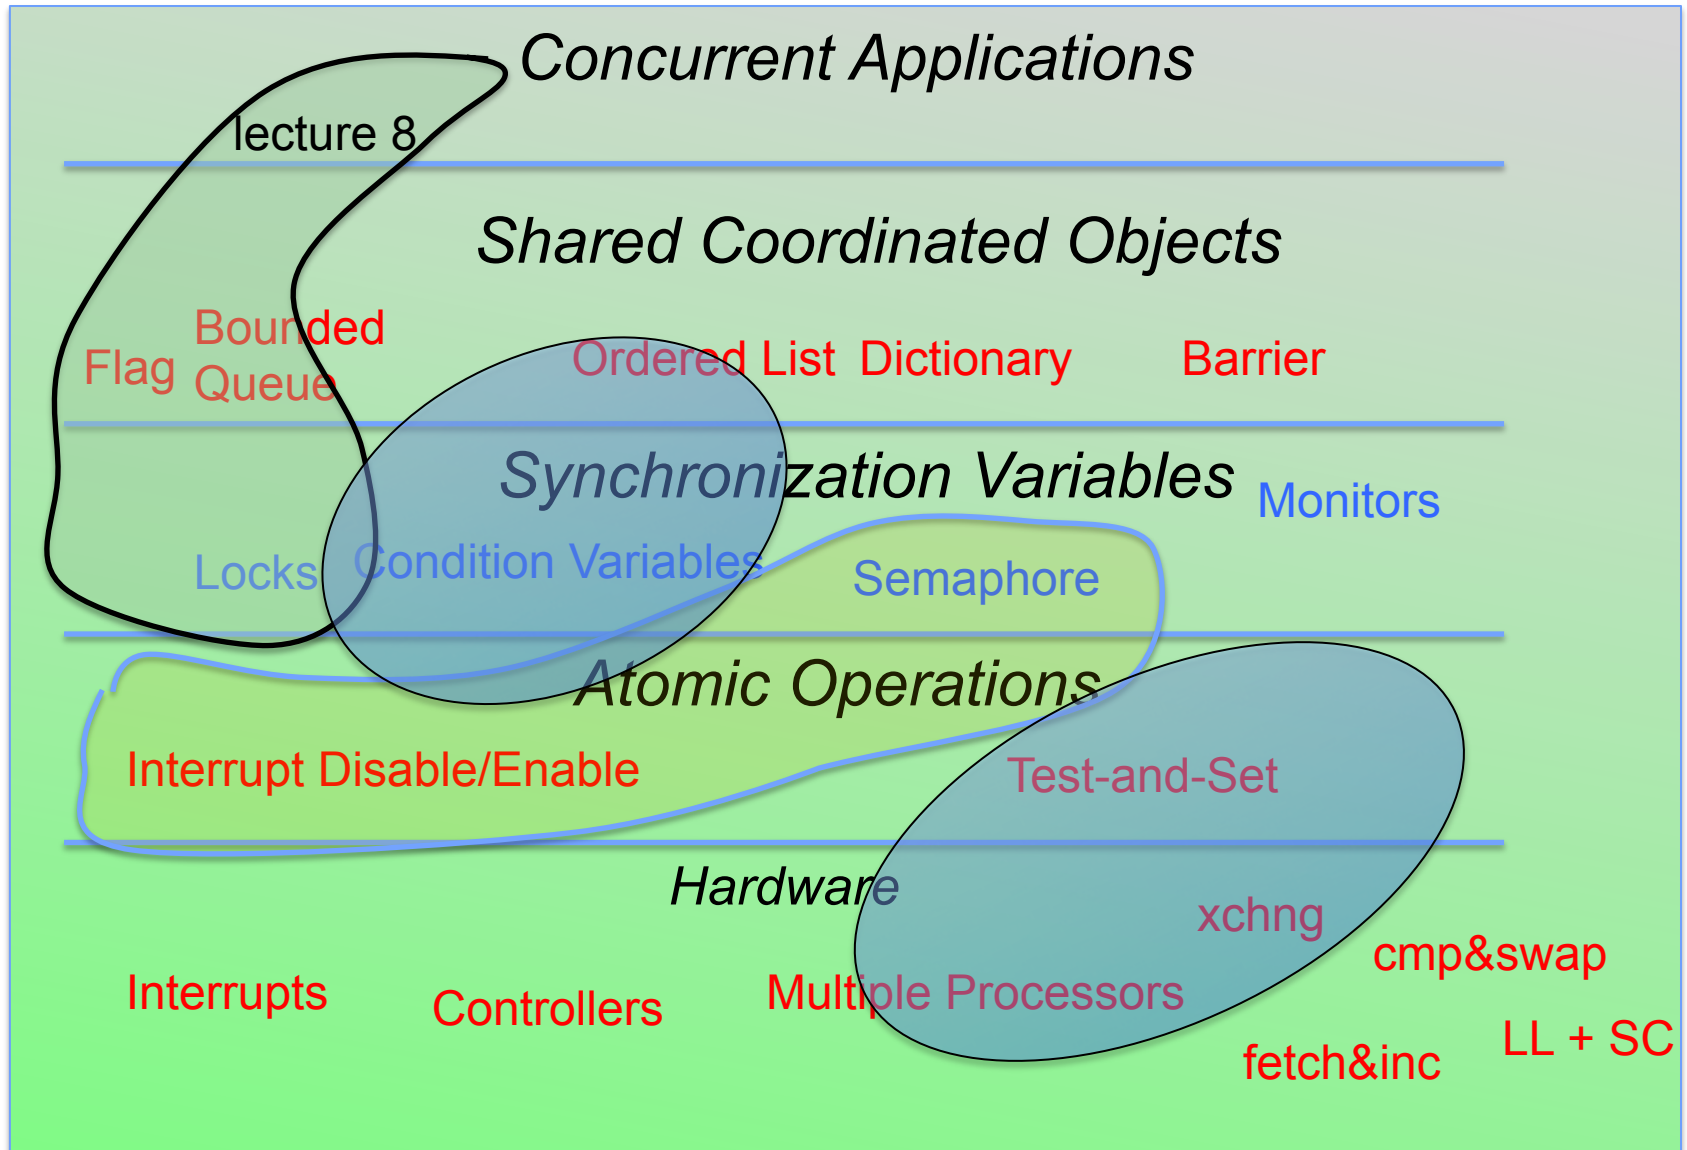 Concurrent Applications
lecture 8
Shared Coordinated Objects
Flag
Bounded
Queue
Ordered List
Dictionary
Barrier
Synchronization Variables
Monitors
Locks
Condition Variables
Semaphore
Atomic Operations
Interrupt Disable/Enable
Test-and-Set
Hardware
xchng
cmp&swap
Interrupts
Controllers
Multiple Processors
fetch&inc
LL + SC